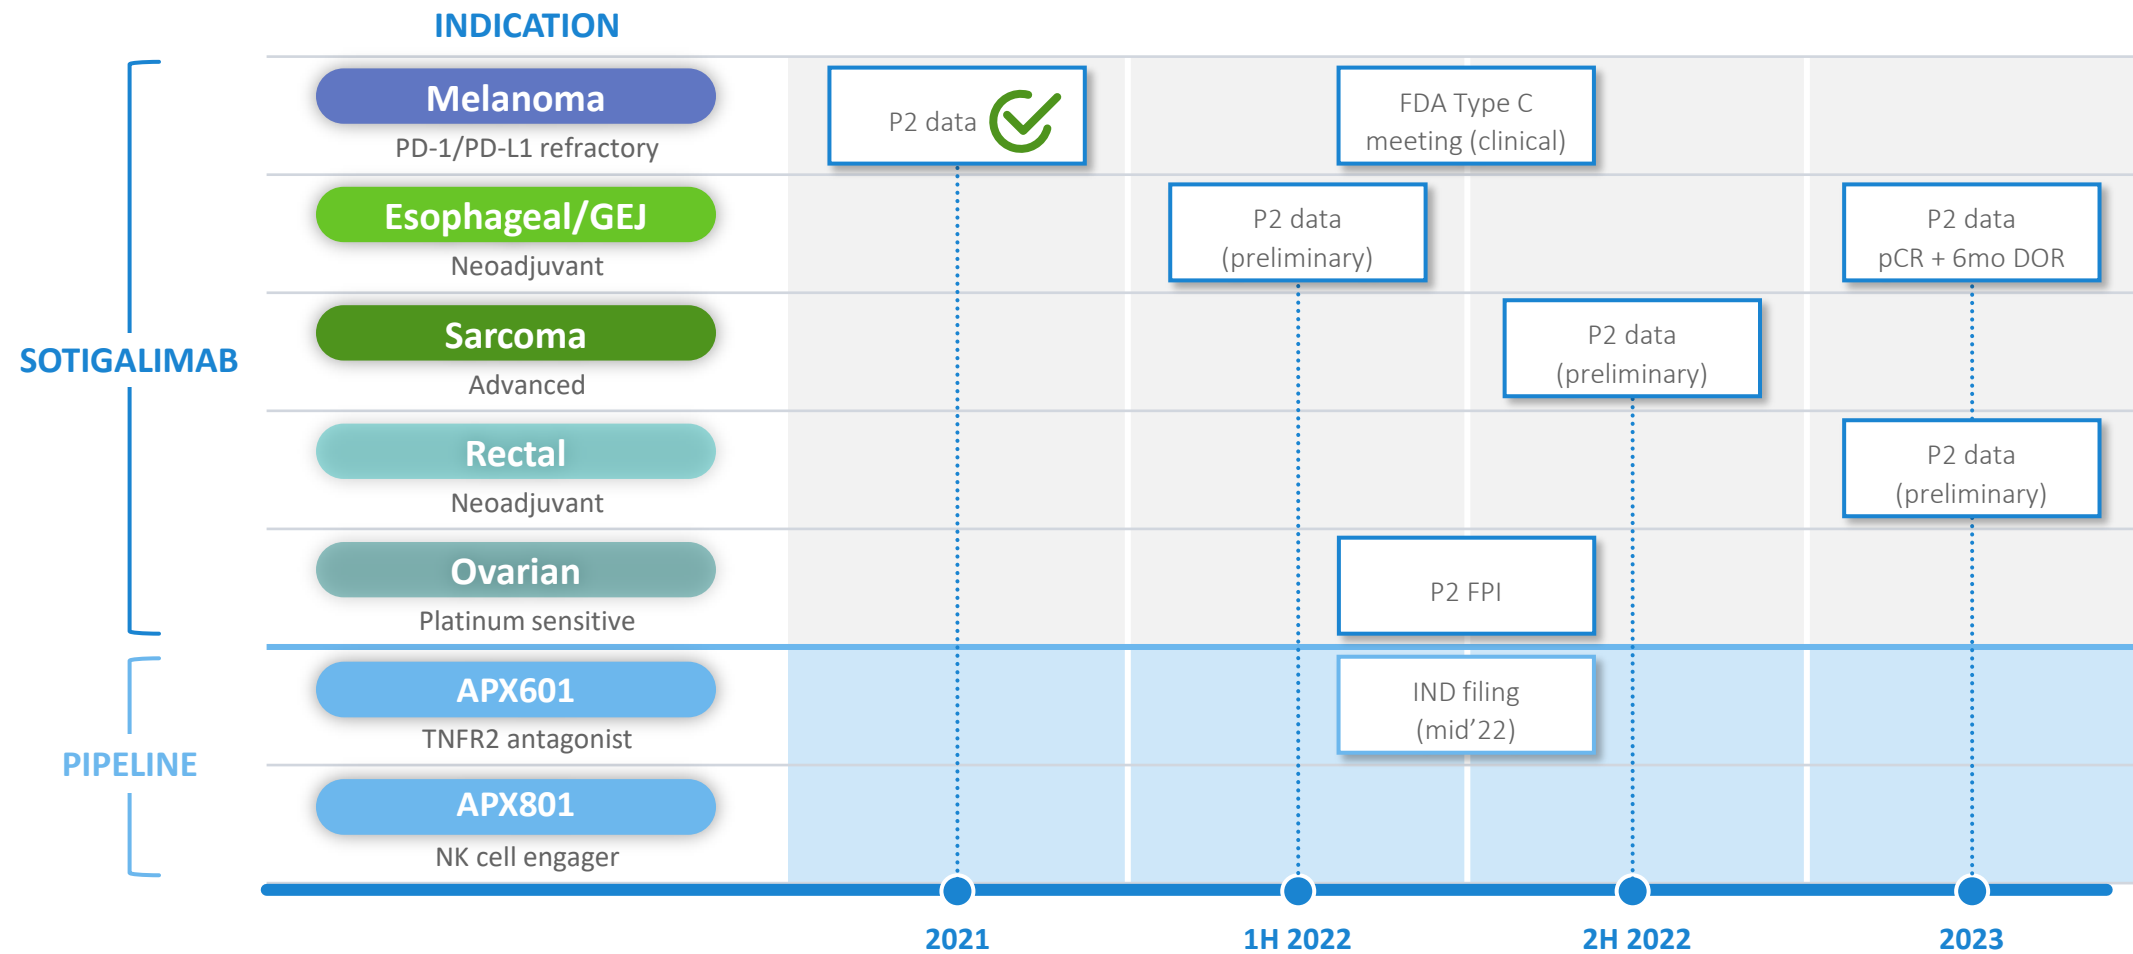 INDICATION
SOTIGALIMAB
Melanoma
PD-1/PD-L1 refractory
P2 data
FDA Type C
meeting (clinical)
Esophageal/GEJ
Neoadjuvant
P2 data
(preliminary)
P2 data
pCR + 6mo DOR
Sarcoma
Advanced
P2 data
(preliminary)
Rectal
Neoadjuvant
P2 data
(preliminary)
Ovarian
Platinum sensitive
P2 FPI
PIPELINE
APX601
TNFR2 antagonist
IND filing
(mid’22)
APX801
NK cell engager
2021
1H 2022
2H 2022
2023